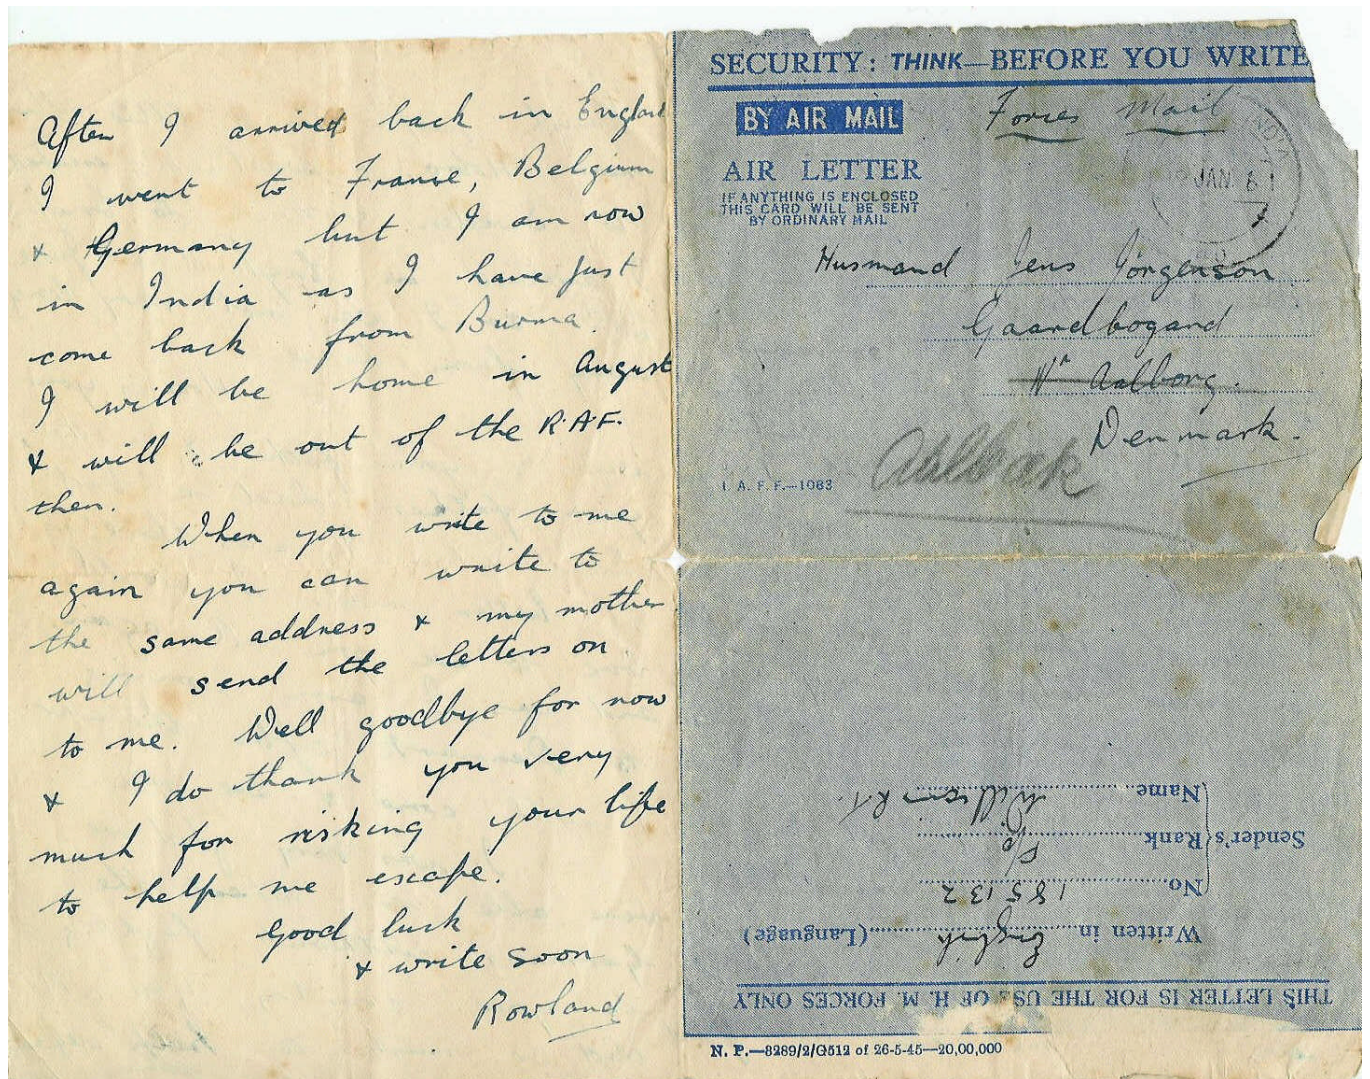 After I arrived back in England
I went to France, Belgium
& Germany but I am now
in India as I have just
come back from Burma.
I will be home in August
& will be out of the R.A.F.
then.
When you write to me
again you can write to
the same address & my mother
will send the letters on
to me. Well goodbye for now
& I do thank you very
much for risking your life
to help me escape.
Good luck
& write soon
Rowland
SECURITY: THINK—BEFORE YOU WRITE
BY AIR MAIL
Forces Mail
AIR LETTER
IF ANYTHING IS ENCLOSED
THIS CARD WILL BE SENT
BY ORDINARY MAIL
JAN. 61
Husmand Jens Jörgenson
Gaardbogaard
Nr Aalborg.
Denmark.
Aalbæk
I. A. F. F.—1083
THIS LETTER IS FOR THE USE OF H. M. FORCES ONLY
Written in English (Language)
Sender's
No. 185132
Rank
Name
N. P.—8289/2/G512 of 26-5-45—20,00,000